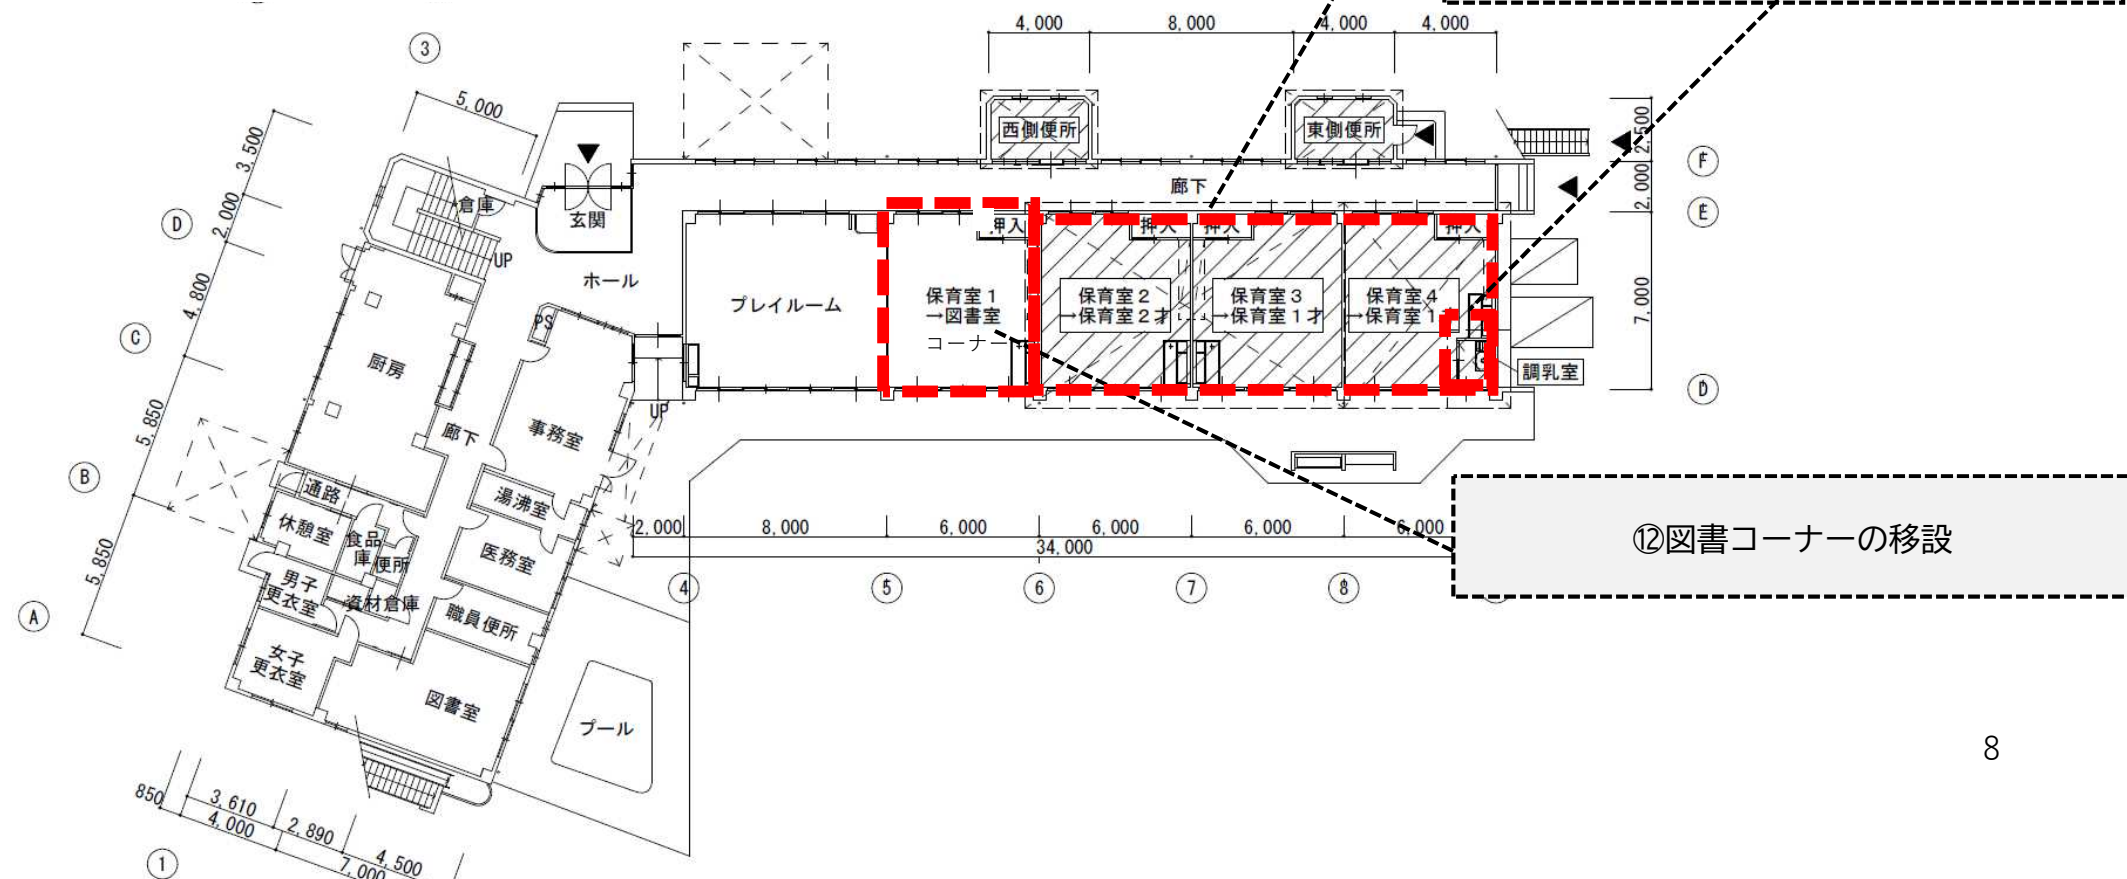 4,000
8,000
4,000
4,000
3
5,000
3,500
2,000
4,800
5,850
5,850
D
C
B
A
西側便所
東側便所
2,500
2,000
7,000
F
E
D
廊下
倉庫
玄関
UP
ホール
押入
押入
押入
押入
プレイルーム
保育室1
→図書室
コーナー
保育室2
→保育室2才
保育室3
→保育室1才
保育室4
→保育室1
調乳室
PS
厨房
廊下
事務室
UP
通路
湯沸室
休憩室
食品
庫
便所
医務室
男子
更衣室
資材倉庫
職員便所
女子
更衣室
図書室
プール
2,000
8,000
6,000
6,000
6,000
6,000
34,000
4
5
6
7
8
⑫図書コーナーの移設
8
850
3,610
4,000
2,890
4,500
7,000
1